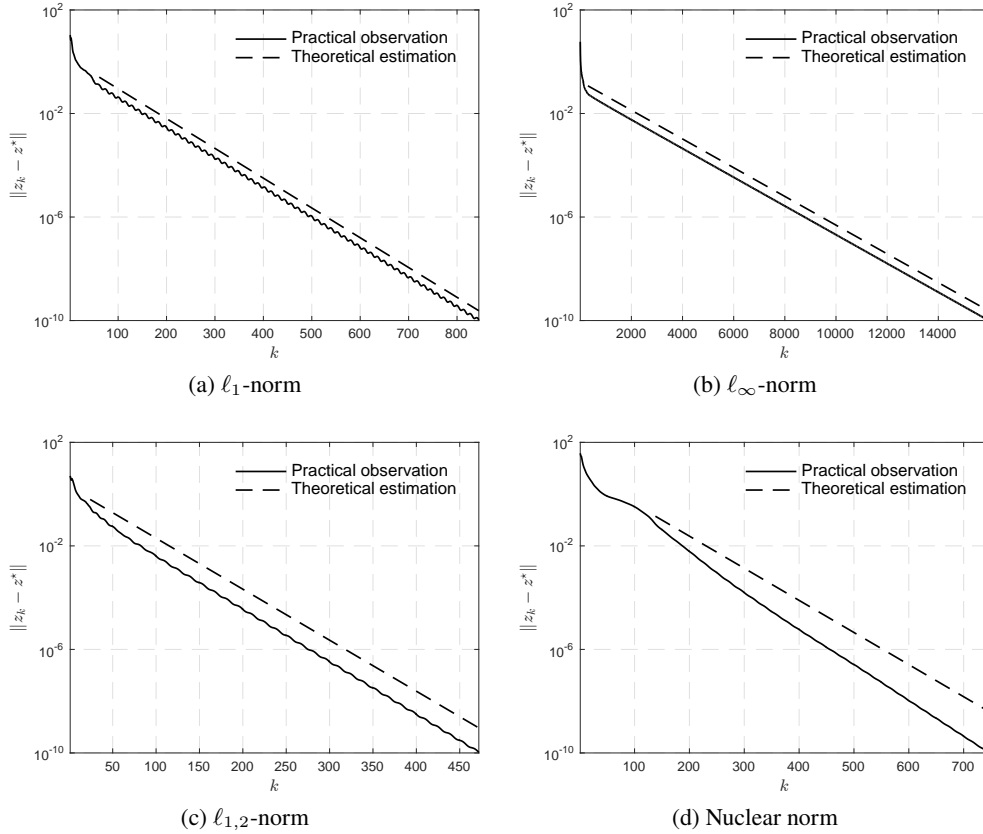 10^2
10^{-2}
10^{-6}
10^{-10}
‖z_k − z^⋆‖
Practical observation
Theoretical estimation
100 200 300 400 500 600 700 800
k
(a) ℓ_1-norm
10^2
10^{-2}
10^{-6}
10^{-10}
‖z_k − z^⋆‖
Practical observation
Theoretical estimation
2000 4000 6000 8000 10000 12000 14000
k
(b) ℓ_∞-norm
10^2
10^{-2}
10^{-6}
10^{-10}
‖z_k − z^⋆‖
Practical observation
Theoretical estimation
50 100 150 200 250 300 350 400 450
k
(c) ℓ_{1,2}-norm
10^2
10^{-2}
10^{-6}
10^{-10}
‖z_k − z^⋆‖
Practical observation
Theoretical estimation
100 200 300 400 500 600 700
k
(d) Nuclear norm